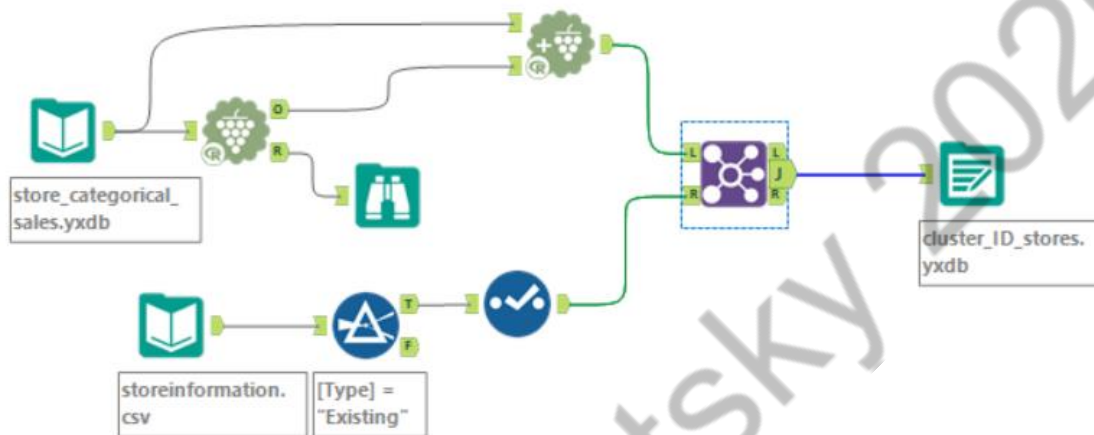 O
R
R
R
store_categorical_
sales.yxdb
L
R
L
J
R
cluster_ID_stores.
yxdb
T
F
storeinformation.
csv
[Type] =
"Existing"